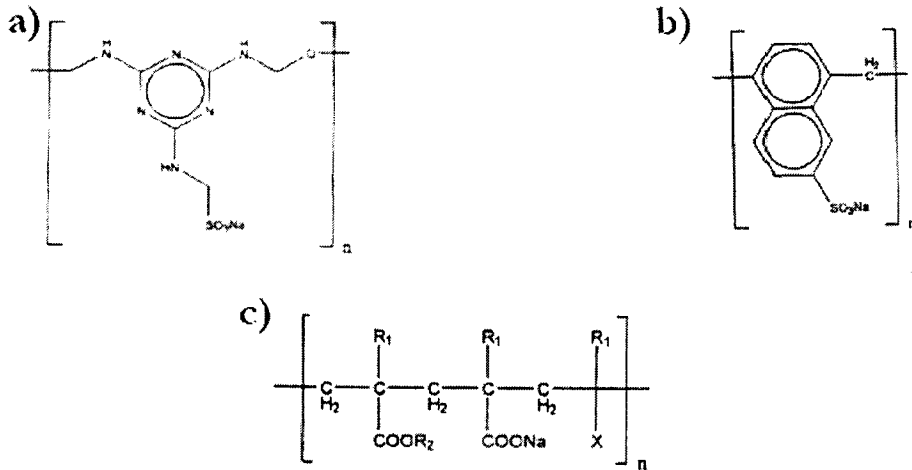 a)
H
N
N
H
N
O
N
N
HN
SO3Na
n
b)
H2
C
SO3Na
n
c)
R1 R1 R1
C C C C C
H2 H2 H2
COOR2 COONa X
n